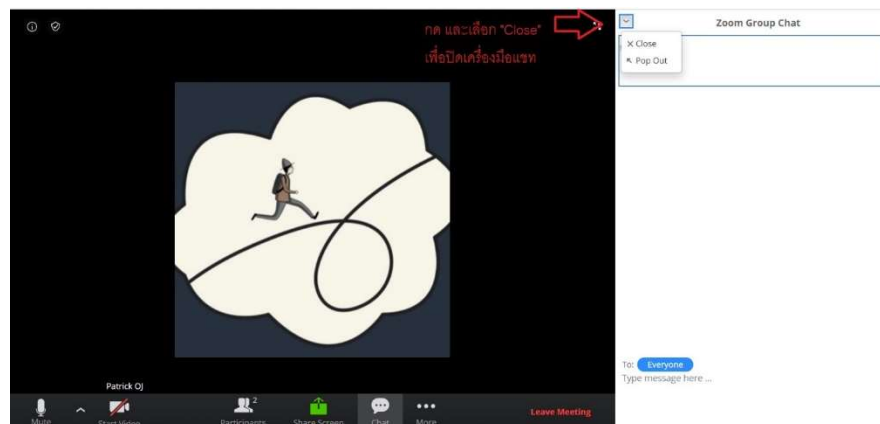 กด และเลือก "Close"
เพื่อปิดเครื่องมือแชท
Zoom Group Chat
Close
Pop Out
To: Everyone
Type message here ...
Patrick OJ
Mute
Start Video
Participants
2
Share Screen
Chat
More
Leave Meeting